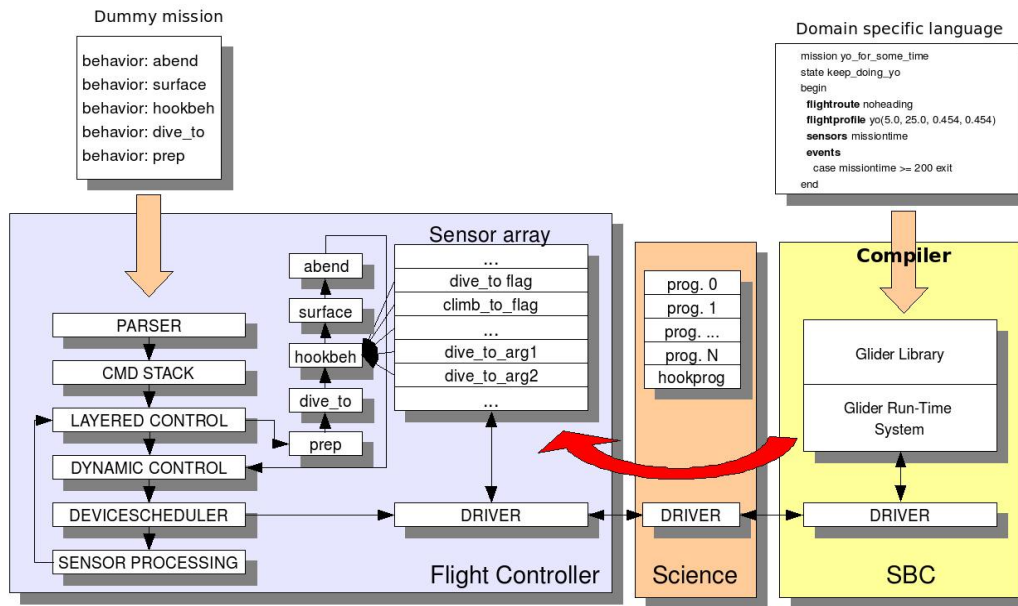 Dummy mission
behavior: abend
behavior: surface
behavior: hookbeh
behavior: dive_to
behavior: prep
Domain specific language
mission yo_for_some_time
state keep_doing_yo
begin
flightroute noheading
flightprofile yo(5.0, 25.0, 0.454, 0.454)
sensors missiontime
events
case missiontime >= 200 exit
end
PARSER
CMD STACK
LAYERED CONTROL
DYNAMIC CONTROL
DEVICESCHEDULER
SENSOR PROCESSING
abend
surface
hookbeh
dive_to
prep
Sensor array
...
dive_to flag
climb_to_flag
...
dive_to_arg1
dive_to_arg2
...
DRIVER
Flight Controller
prog. 0
prog. 1
prog. ...
prog. N
hookprog
DRIVER
Science
Compiler
Glider Library
Glider Run-Time
System
DRIVER
SBC